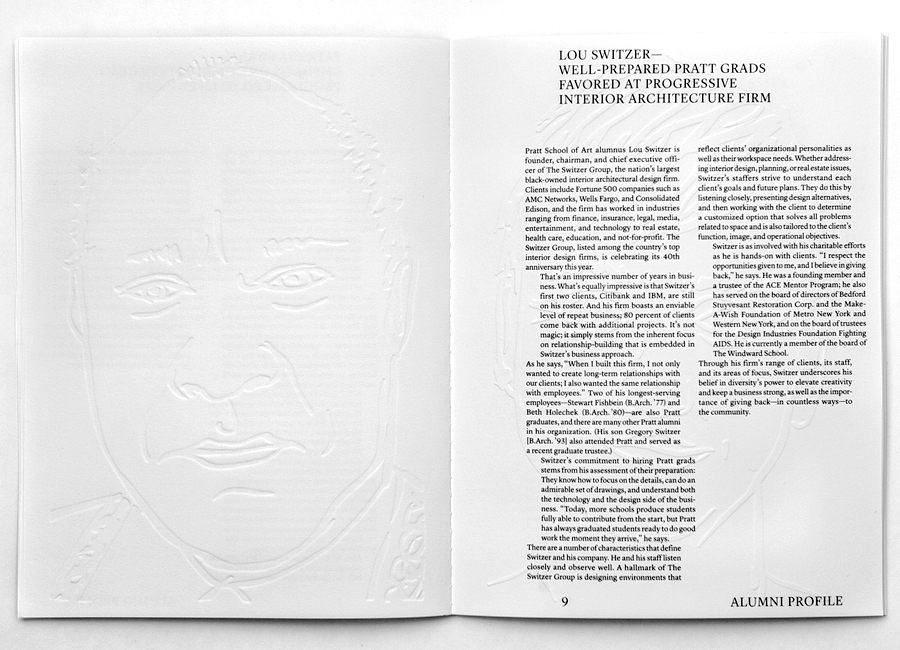 LOU SWITZER—
WELL-PREPARED PRATT GRADS
FAVORED AT PROGRESSIVE
INTERIOR ARCHITECTURE FIRM
Pratt School of Art alumnus Lou Switzer is
founder, chairman, and chief executive offi-
cer of The Switzer Group, the nation's largest
black-owned interior architectural design firm.
Clients include Fortune 500 companies such as
AMC Networks, Wells Fargo, and Consolidated
Edison, and the firm has worked in industries
ranging from finance, insurance, legal, media,
entertainment, and technology to real estate,
health care, education, and not-for-profit. The
Switzer Group, listed among the country's top
interior design firms, is celebrating its 40th
anniversary this year.
That's an impressive number of years in busi-
ness. What's equally impressive is that Switzer's
first two clients, Citibank and IBM, are still
on his roster. And his firm boasts an enviable
level of repeat business; 80 percent of clients
come back with additional projects. It's not
magic; it simply stems from the inherent focus
on relationship-building that is embedded in
Switzer's business approach.
As he says, "When I built this firm, I not only
wanted to create long-term relationships with
our clients; I also wanted the same relationship
with employees." Two of his longest-serving
employees—Stewart Fishbein (B.Arch. '77) and
Beth Holechek (B.Arch. '80)—are also Pratt
graduates, and there are many other Pratt alumni
in his organization. (His son Gregory Switzer
[B.Arch. '93] also attended Pratt and served as
a recent graduate trustee.)
Switzer's commitment to hiring Pratt grads
stems from his assessment of their preparation:
They know how to focus on the details, can do an
admirable set of drawings, and understand both
the technology and the design side of the busi-
ness. "Today, more schools produce students
fully able to contribute from the start, but Pratt
has always graduated students ready to do good
work the moment they arrive," he says.
There are a number of characteristics that define
Switzer and his company. He and his staff listen
closely and observe well. A hallmark of The
Switzer Group is designing environments that
reflect clients' organizational personalities as
well as their workspace needs. Whether address-
ing interior design, planning, or real estate issues,
Switzer's staffers strive to understand each
client's goals and future plans. They do this by
listening closely, presenting design alternatives,
and then working with the client to determine
a customized option that solves all problems
related to space and is also tailored to the client's
function, image, and operational objectives.
Switzer is as involved with his charitable efforts
as he is hands-on with clients. "I respect the
opportunities given to me, and I believe in giving
back," he says. He was a founding member and
a trustee of the ACE Mentor Program; he also
has served on the board of directors of Bedford
Stuyvesant Restoration Corp. and the Make-
A-Wish Foundation of Metro New York and
Western New York, and on the board of trustees
for the Design Industries Foundation Fighting
AIDS. He is currently a member of the board of
The Windward School.
Through his firm's range of clients, its staff,
and its areas of focus, Switzer underscores his
belief in diversity's power to elevate creativity
and keep a business strong, as well as the impor-
tance of giving back—in countless ways—to
the community.
9
ALUMNI PROFILE